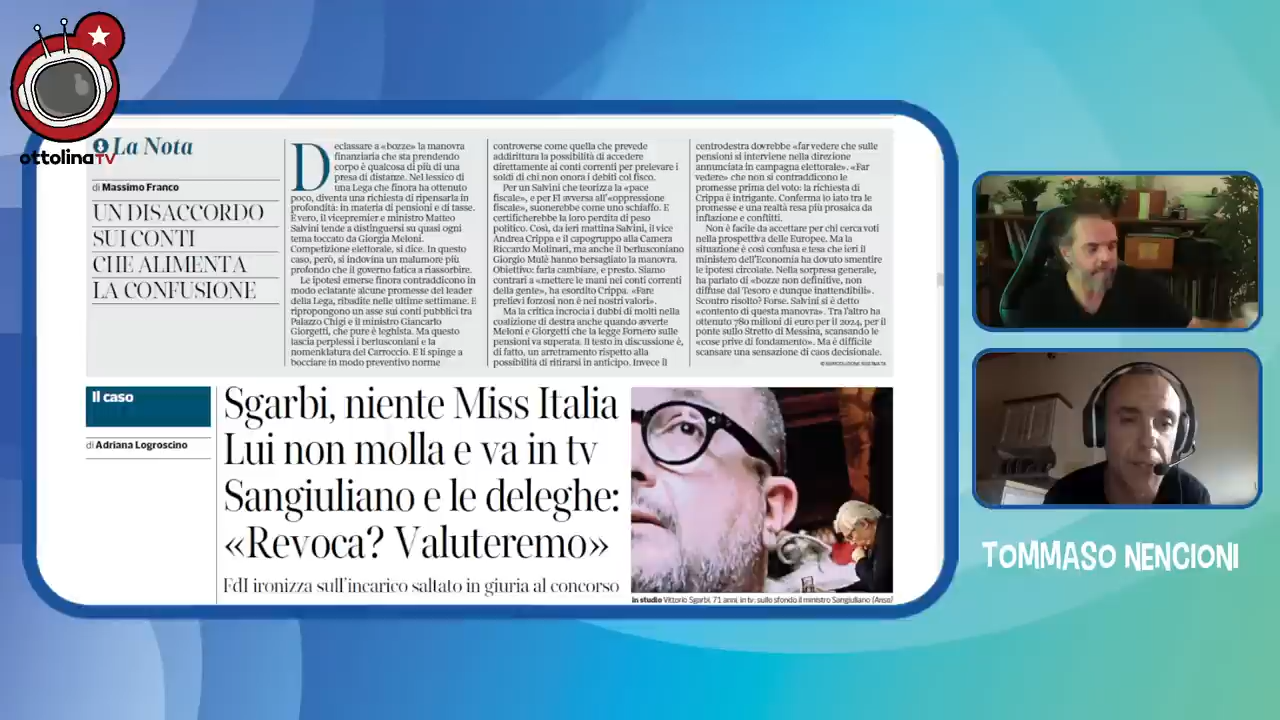 ottolina TV
La Nota
di Massimo Franco
UN DISACCORDO
SUI CONTI
CHE ALIMENTA
LA CONFUSIONE
Declassare a «bozze» la manovra
finanziaria che sta prendendo
corpo è qualcosa di più di una
presa di distanze. Nel lessico di
una Lega che finora ha ottenuto
poco, diventa una richiesta di ripensarla in
profondità: in materia di pensioni e di tasse.
È vero, il vicepremier e ministro Matteo
Salvini tende a distinguersi su quasi ogni
tema toccato da Giorgia Meloni.
Competizione elettorale, si dice. In questo
caso, però, si indovina un malumore più
profondo che il governo fatica a riassorbire.
Le ipotesi emerse finora contraddicono in
modo eclatante alcune promesse del leader
della Lega, ribadite nelle ultime settimane. E
ripropongono un asse sui conti pubblici tra
Palazzo Chigi e il ministro Giancarlo
Giorgetti, che pure è leghista. Ma questo
lascia perplessi i berlusconiani e la
nomenklatura del Carroccio. E li spinge a
bocciare in modo preventivo norme
controverse come quella che prevede
addirittura la possibilità di accedere
direttamente ai conti correnti per prelevare i
soldi di chi non onora i debiti col fisco.
Per un Salvini che teorizza la «pace
fiscale», e per FI avversa all'«oppressione
fiscale», suonerebbe come uno schiaffo. E
certificherebbe la loro perdita di peso
politico. Così, da ieri mattina Salvini, il vice
Andrea Crippa e il capogruppo alla Camera
Riccardo Molinari, ma anche il berlusconiano
Giorgio Mulè hanno bersagliato la manovra.
Obiettivo: farla cambiare, e presto. Siamo
contrari a «mettere le mani nei conti correnti
della gente», ha esordito Crippa. «Fare
prelievi forzosi non è nei nostri valori».
Ma la critica incrocia i dubbi di molti nella
coalizione di destra anche quando avverte
Meloni e Giorgetti che la legge Fornero sulle
pensioni va superata. Il testo in discussione è,
di fatto, un arretramento rispetto alla
possibilità di ritirarsi in anticipo. Invece il
centrodestra dovrebbe «far vedere che sulle
pensioni si interviene nella direzione
annunciata in campagna elettorale». «Far
vedere» che non si contraddicono le
promesse prima del voto: la richiesta di
Crippa è intrigante. Conferma lo iato tra le
promesse e una realtà resa più prosaica da
inflazione e conflitti.
Non è facile da accettare per chi cerca voti
nella prospettiva delle Europee. Ma la
situazione è così confusa e tesa che ieri il
ministero dell'Economia ha dovuto smentire
le ipotesi circolate. Nella sorpresa generale,
ha parlato di «bozze non definitive, non
diffuse dal Tesoro e dunque inattendibili».
Scontro risolto? Forse. Salvini si è detto
«contento di questa manovra». Tra l'altro ha
ottenuto 780 milioni di euro per il 2024, per il
ponte sullo Stretto di Messina, scansando le
«cose prive di fondamento». Ma è difficile
scansare una sensazione di caos decisionale.
© RIPRODUZIONE RISERVATA
Il caso
di Adriana Logroscino
Sgarbi, niente Miss Italia
Lui non molla e va in tv
Sangiuliano e le deleghe:
«Revoca? Valuteremo»
FdI ironizza sull'incarico saltato in giuria al concorso
In studio Vittorio Sgarbi, 71 anni, in tv: sullo sfondo il ministro Sangiuliano (Ansa)
TOMMASO NENCIONI